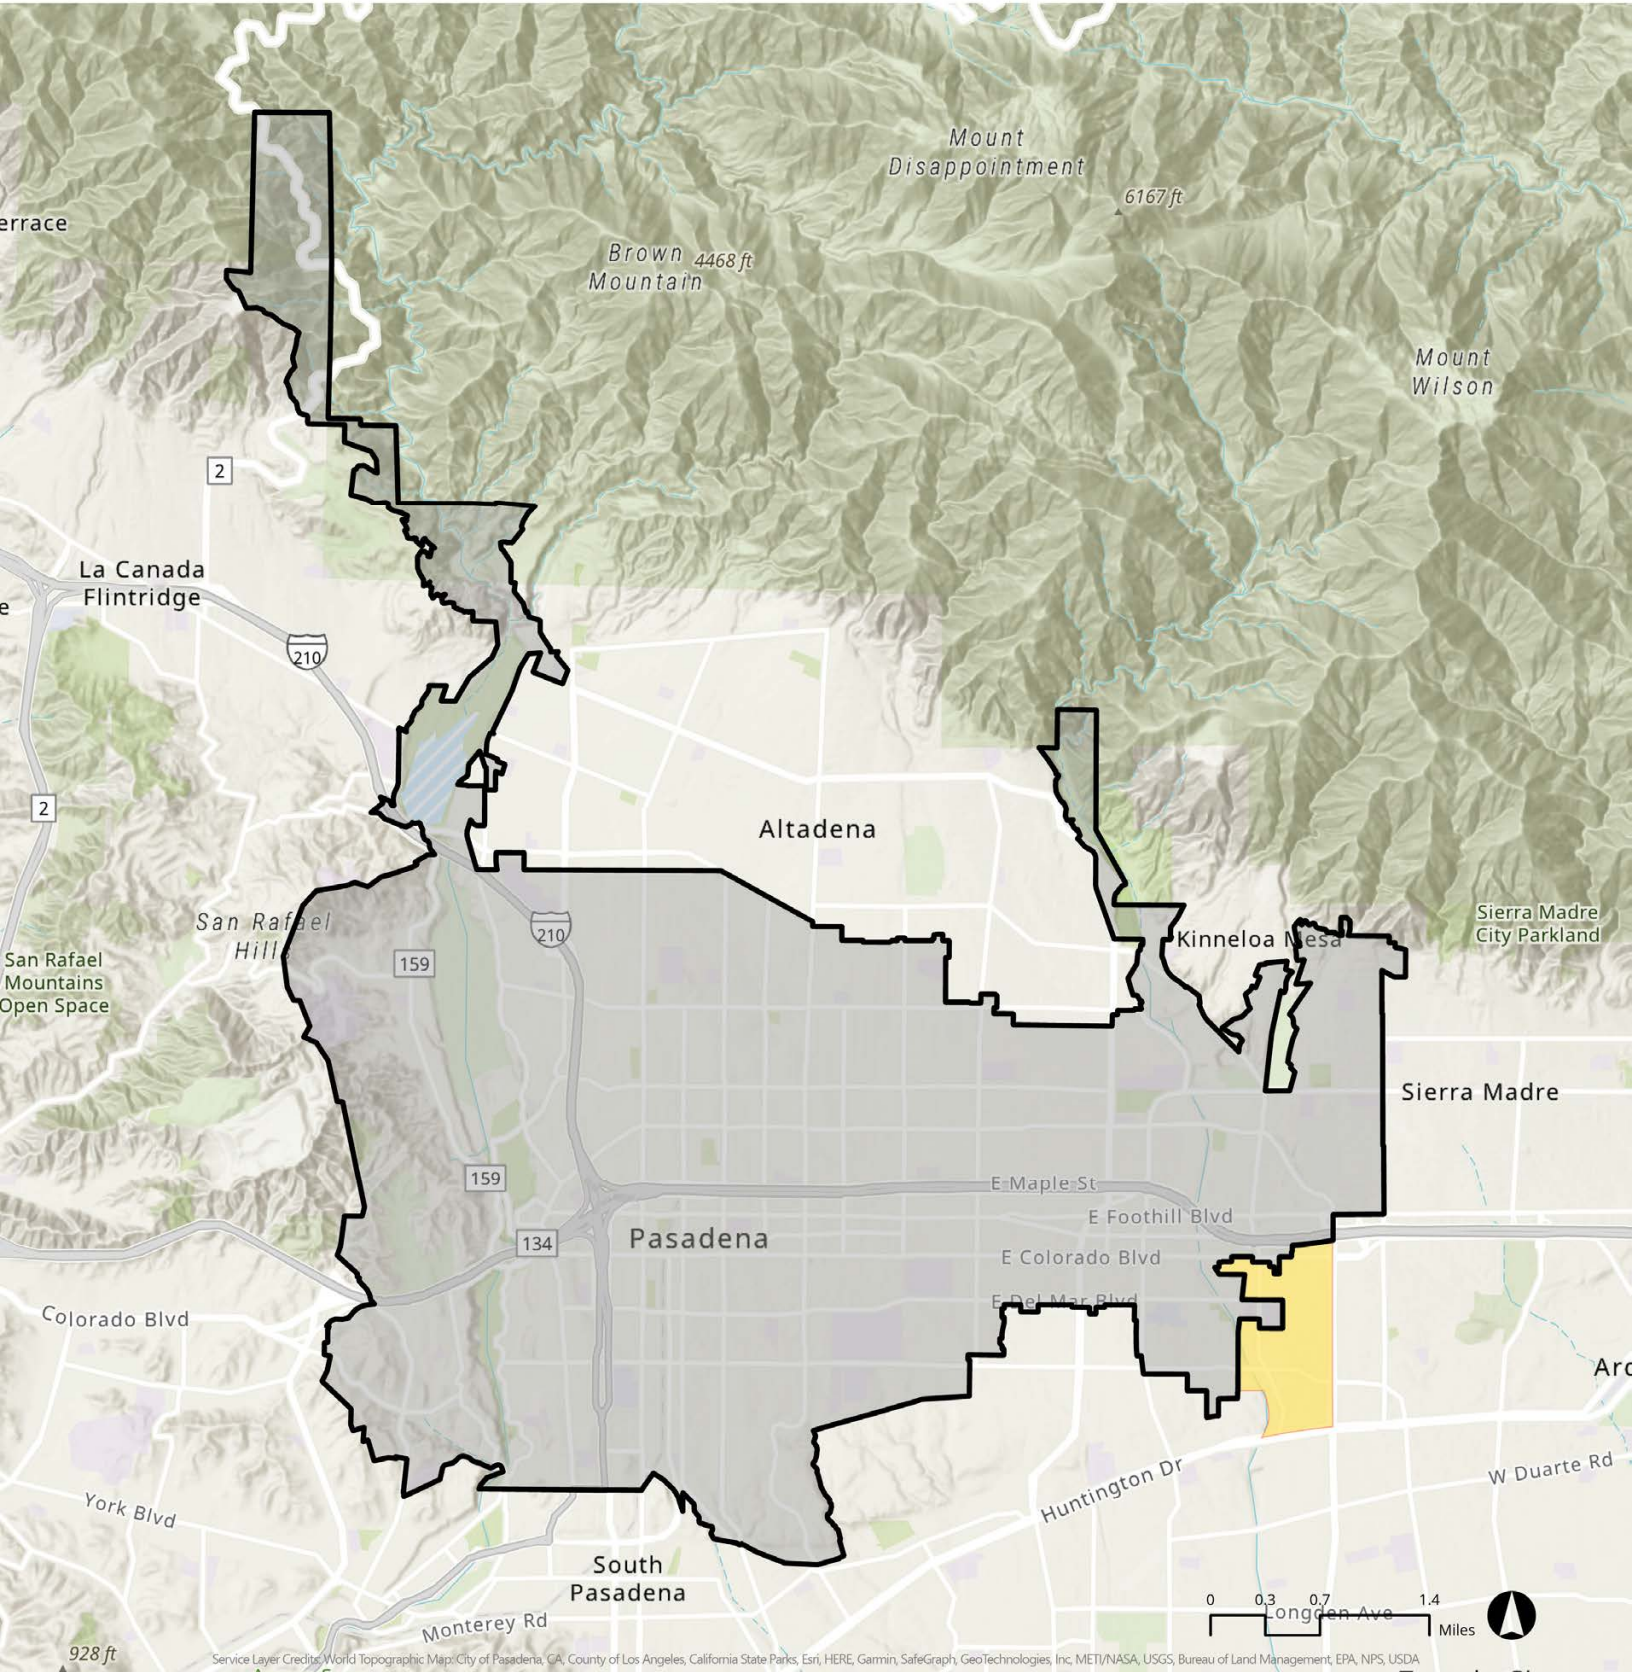 Mount
Disappointment
6167 ft
errace
Brown
Mountain
4468 ft
Mount
Wilson
2
La Canada
Flintridge
e
210
2
Altadena
Sierra Madre
City Parkland
San Rafael
Hills
210
Kinneloa Mesa
San Rafael
Mountains
Open Space
159
Sierra Madre
E Maple St
159
E Foothill Blvd
134
Pasadena
E Colorado Blvd
E Del Mar Blvd
Colorado Blvd
Arc
Huntington Dr
W Duarte Rd
York Blvd
South
Pasadena
Monterey Rd
0 0.3 0.7 1.4
Longden Ave
Miles
928 ft
Service Layer Credits: World Topographic Map: City of Pasadena, CA, County of Los Angeles, California State Parks, Esri, HERE, Garmin, SafeGraph, GeoTechnologies, Inc, METI/NASA, USGS, Bureau of Land Management, EPA, NPS, USDA